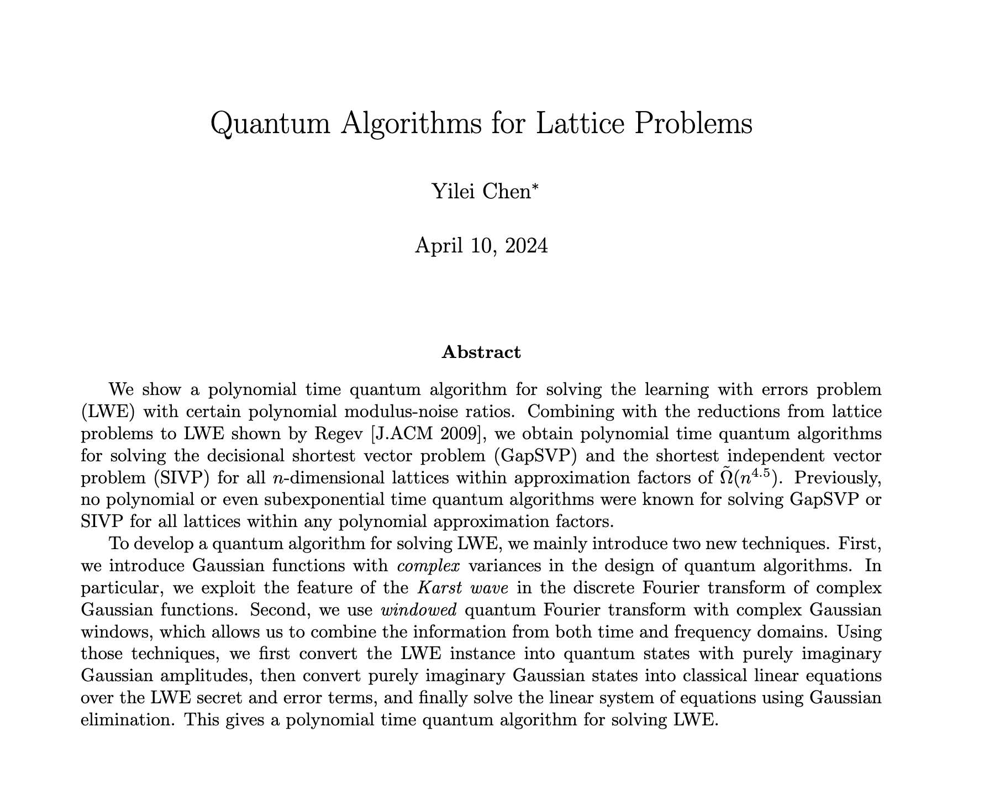 Quantum Algorithms for Lattice Problems
Yilei Chen*
April 10, 2024
Abstract
We show a polynomial time quantum algorithm for solving the learning with errors problem
(LWE) with certain polynomial modulus-noise ratios. Combining with the reductions from lattice
problems to LWE shown by Regev [J.ACM 2009], we obtain polynomial time quantum algorithms
for solving the decisional shortest vector problem (GapSVP) and the shortest independent vector
problem (SIVP) for all n-dimensional lattices within approximation factors of Ω̃(n^4.5). Previously,
no polynomial or even subexponential time quantum algorithms were known for solving GapSVP or
SIVP for all lattices within any polynomial approximation factors.
To develop a quantum algorithm for solving LWE, we mainly introduce two new techniques. First,
we introduce Gaussian functions with complex variances in the design of quantum algorithms. In
particular, we exploit the feature of the Karst wave in the discrete Fourier transform of complex
Gaussian functions. Second, we use windowed quantum Fourier transform with complex Gaussian
windows, which allows us to combine the information from both time and frequency domains. Using
those techniques, we first convert the LWE instance into quantum states with purely imaginary
Gaussian amplitudes, then convert purely imaginary Gaussian states into classical linear equations
over the LWE secret and error terms, and finally solve the linear system of equations using Gaussian
elimination. This gives a polynomial time quantum algorithm for solving LWE.